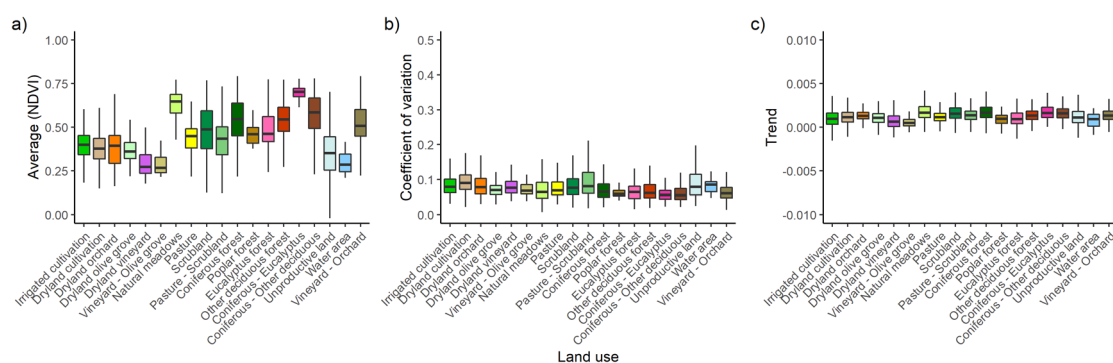 a)
1.00
0.75
0.50
0.25
0.00
Average (NDVI)
Irrigated cultivation
Dryland cultivation
Dryland orchard
Dryland olive grove
Dryland vineyard
Vineyard - Olive grove
Natural meadows
Pasture
Scrubland
Pasture - Scrubland
Coniferous forest
Poplar forest
Eucalyptus forest
Other deciduous forest
Coniferous - Eucalyptus
Coniferous - Other deciduous
Unproductive land
Water area
Vineyard - Orchard
b)
0.5
0.4
0.3
0.2
0.1
0.0
Coefficient of variation
Irrigated cultivation
Dryland cultivation
Dryland orchard
Dryland olive grove
Dryland vineyard
Vineyard - Olive grove
Natural meadows
Pasture
Scrubland
Pasture - Scrubland
Coniferous forest
Poplar forest
Eucalyptus forest
Other deciduous forest
Coniferous - Eucalyptus
Coniferous - Other deciduous
Unproductive land
Water area
Vineyard - Orchard
c)
0.010
0.005
0.000
-0.005
-0.010
Trend
Irrigated cultivation
Dryland cultivation
Dryland orchard
Dryland olive grove
Dryland vineyard
Vineyard - Olive grove
Natural meadows
Pasture
Scrubland
Pasture - Scrubland
Coniferous forest
Poplar forest
Eucalyptus forest
Other deciduous forest
Coniferous - Eucalyptus
Coniferous - Other deciduous
Unproductive land
Water area
Vineyard - Orchard
Land use